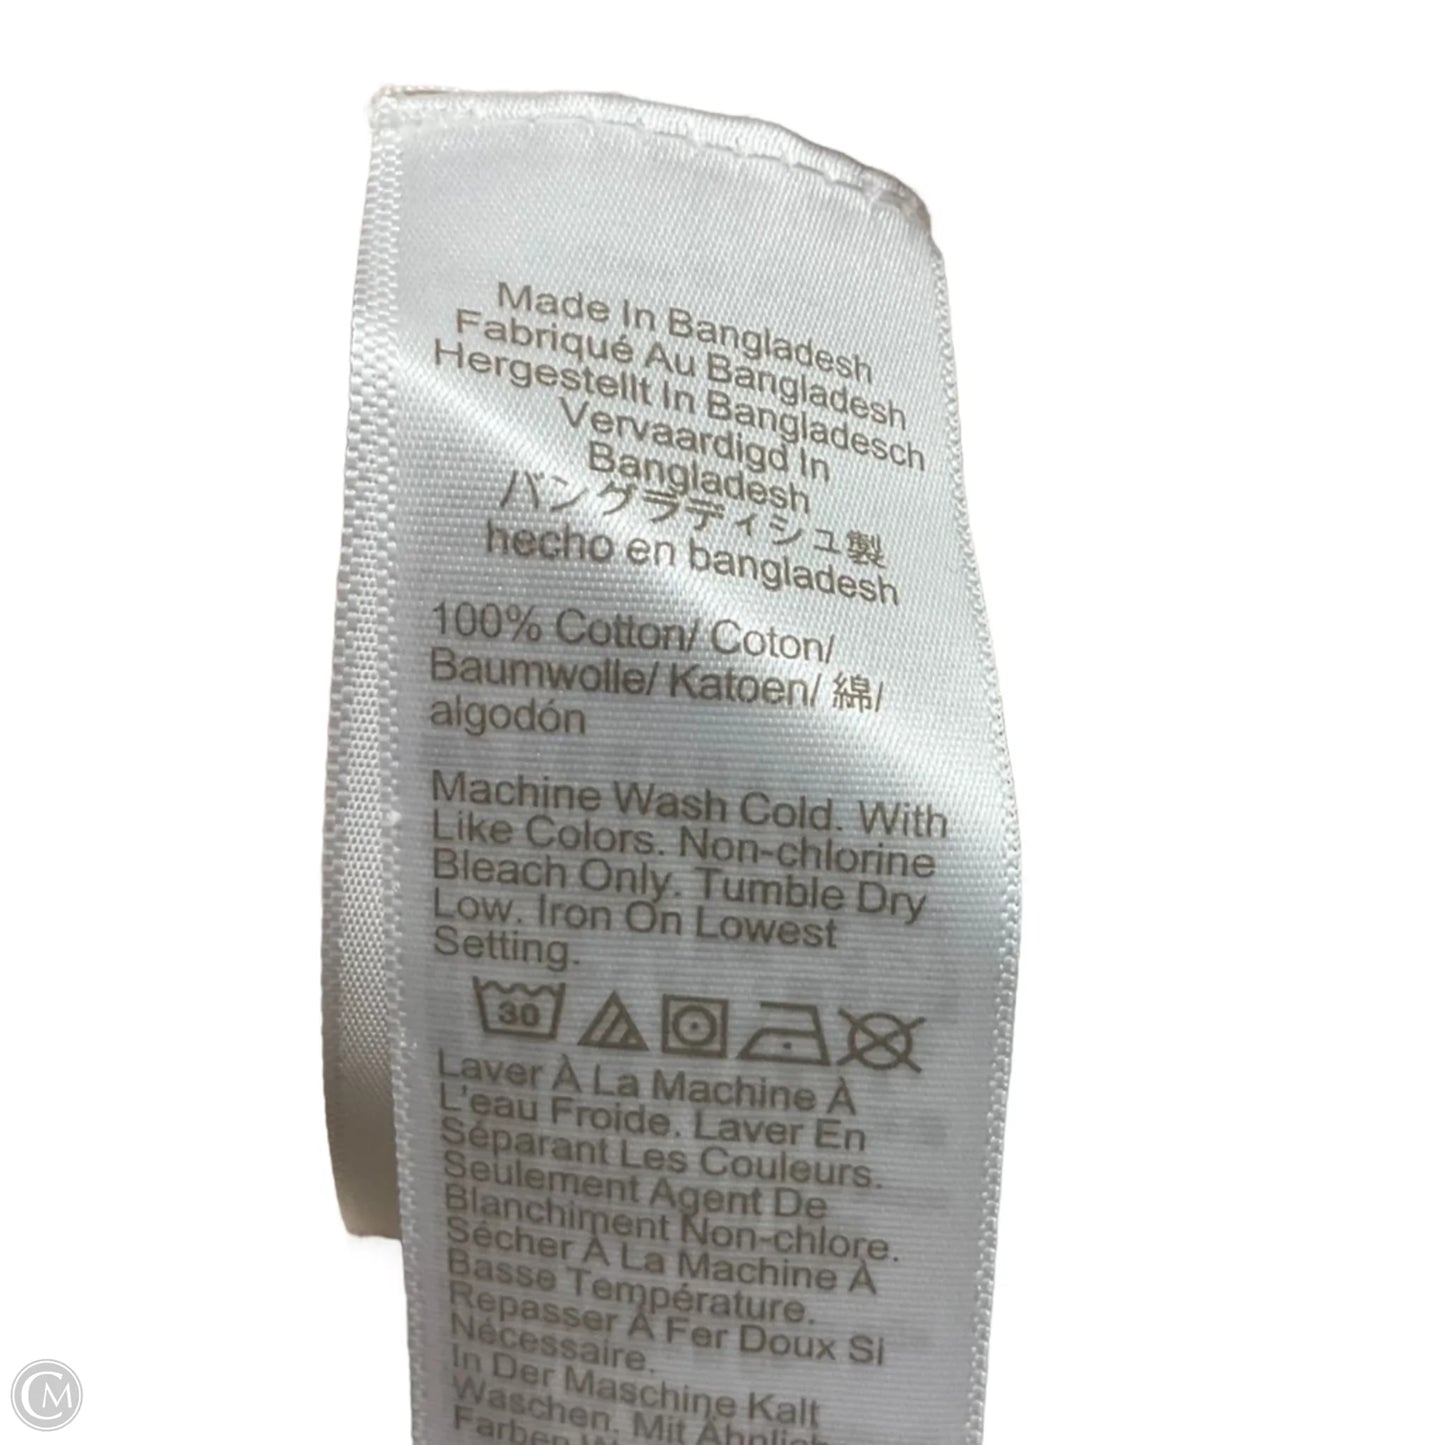 Made In Bangladesh
Fabriqué Au Bangladesh
Hergestellt In Bangladesch
Vervaardigd In
Bangladesh
バングラディシュ製
hecho en bangladesh
100% Cotton/ Coton/
Baumwolle/ Katoen/ 綿/
algodón
Machine Wash Cold. With
Like Colors. Non-chlorine
Bleach Only. Tumble Dry
Low. Iron On Lowest
Setting.
30
Laver À La Machine À
L'eau Froide. Laver En
Séparant Les Couleurs.
Seulement Agent De
Blanchiment Non-chlore.
Sécher À La Machine À
Basse Température.
Repasser À Fer Doux Si
Nécessaire.
In Der Maschine Kalt
Waschen. Mit
Farben
CM